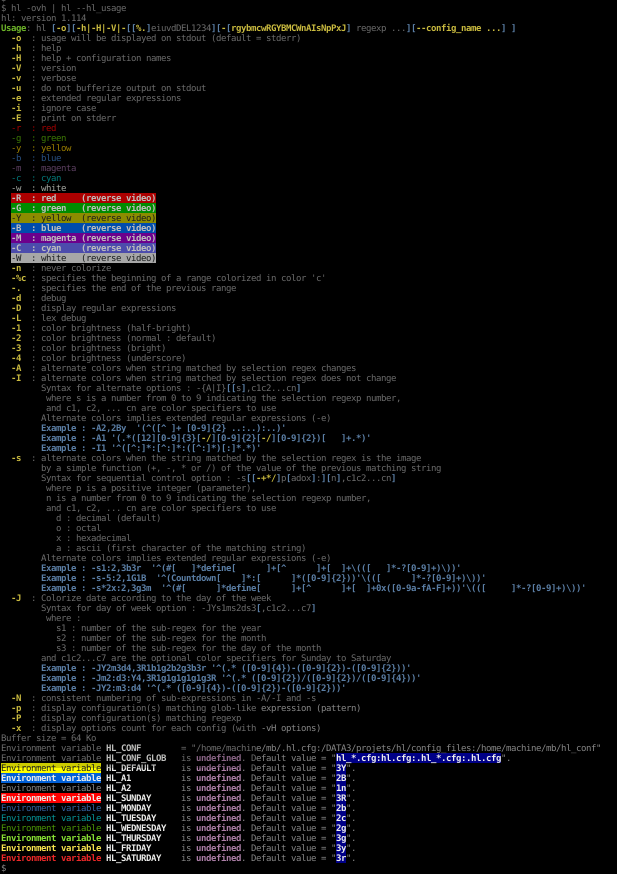 $ hl -ovh | hl --hl_usage
hl: version 1.114
Usage: hl [-o][-h|-H|-V|-[[%.]eiuvdDEL1234][-[rgybmcwRGYBMCWnAIsNpPxJ] regexp ...][--config_name ...] ]
-o : usage will be displayed on stdout (default = stderr)
-h : help
-H : help + configuration names
-V : version
-v : verbose
-u : do not bufferize output on stdout
-e : extended regular expressions
-i : ignore case
-E : print on stderr
-r : red
-g : green
-y : yellow
-b : blue
-m : magenta
-c : cyan
-w : white
-R : red (reverse video)
-G : green (reverse video)
-Y : yellow (reverse video)
-B : blue (reverse video)
-M : magenta (reverse video)
-C : cyan (reverse video)
-W : white (reverse video)
-n : never colorize
-%c : specifies the beginning of a range colorized in color 'c'
-. : specifies the end of the previous range
-d : debug
-D : display regular expressions
-L : lex debug
-1 : color brightness (half-bright)
-2 : color brightness (normal : default)
-3 : color brightness (bright)
-4 : color brightness (underscore)
-A : alternate colors when string matched by selection regex changes
-I : alternate colors when string matched by selection regex does not change
Syntax for alternate options : -{A|I}[[s],c1c2...cn]
where s is a number from 0 to 9 indicating the selection regexp number,
and c1, c2, ... cn are color specifiers to use
Alternate colors implies extended regular expressions (-e)
Example : -A2,2By '(^([^ ]+ [0-9]{2} ..:..):..)'
Example : -A1 '(.*([12][0-9]{3}[-/][0-9]{2}[-/][0-9]{2})[ ]+.*)'
Example : -I1 '^([^:]*:[^:]*:([^:]*)[:]*.*)'
-s : alternate colors when the string matched by the selection regex is the image
by a simple function (+, -, * or /) of the value of the previous matching string
Syntax for sequential control option : -s[[-+*/]p[adox]:][n],c1c2...cn]
where p is a positive integer (parameter),
n is a number from 0 to 9 indicating the selection regexp number,
and c1, c2, ... cn are color specifiers to use
d : decimal (default)
o : octal
x : hexadecimal
a : ascii (first character of the matching string)
Alternate colors implies extended regular expressions (-e)
Example : -s1:2,3b3r '^(#[ ]*define[ ]+[^ ]+[ ]+\(([ ]*-?[0-9]+)\))'
Example : -s-5:2,1G1B '^(Countdown[ ]*:[ ]*([0-9]{2}))'\(([ ]*-?[0-9]+)\))'
Example : -s*2x:2,3g3m '^(#[ ]*define[ ]+[^ ]+[ ]+0x([0-9a-fA-F]+))'\(([ ]*-?[0-9]+)\))'
-J : Colorize date according to the day of the week
Syntax for day of week option : -JYs1ms2ds3[,c1c2...c7]
where :
s1 : number of the sub-regex for the year
s2 : number of the sub-regex for the month
s3 : number of the sub-regex for the day of the month
and c1c2...c7 are the optional color specifiers for Sunday to Saturday
Example : -JY2m3d4,3R1b1g2b2g3b3r '^(.* ([0-9]{4})-([0-9]{2})-([0-9]{2}))'
Example : -Jm2:d3:Y4,3R1g1g1g1g1g3R '^(.* ([0-9]{2})/([0-9]{2})/([0-9]{4}))'
Example : -JY2:m3:d4 '^(.* ([0-9]{4})-([0-9]{2})-([0-9]{2}))'
-N : consistent numbering of sub-expressions in -A/-I and -s
-p : display configuration(s) matching glob-like expression (pattern)
-P : display configuration(s) matching regexp
-x : display options count for each config (with -vH options)
Buffer size = 64 Ko
Environment variable HL_CONF = "/home/machine/mb/.hl.cfg:/DATA3/projets/hl/config_files:/home/machine/mb/hl_conf"
Environment variable HL_CONF_GLOB is undefined. Default value = "hl_*.cfg:hl.cfg:.hl_*.cfg:.hl.cfg".
Environment variable HL_DEFAULT is undefined. Default value = "3Y".
Environment variable HL_A1 is undefined. Default value = "2B".
Environment variable HL_A2 is undefined. Default value = "1n".
Environment variable HL_SUNDAY is undefined. Default value = "3R".
Environment variable HL_MONDAY is undefined. Default value = "2b".
Environment variable HL_TUESDAY is undefined. Default value = "2c".
Environment variable HL_WEDNESDAY is undefined. Default value = "2g".
Environment variable HL_THURSDAY is undefined. Default value = "3g".
Environment variable HL_FRIDAY is undefined. Default value = "3y".
Environment variable HL_SATURDAY is undefined. Default value = "3r".
$